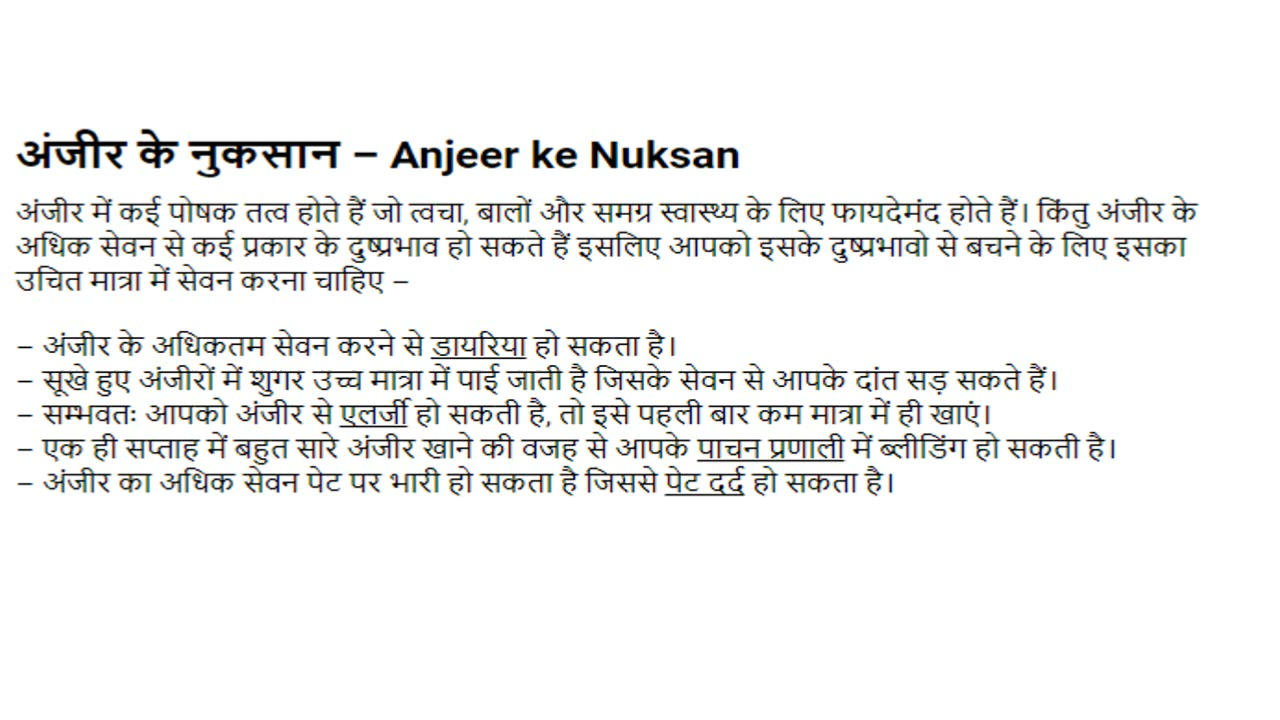 अंजीर के नुकसान – Anjeer ke Nuksan
अंजीर में कई पोषक तत्व होते हैं जो त्वचा, बालों और समग्र स्वास्थ्य के लिए फायदेमंद होते हैं। किंतु अंजीर के
अधिक सेवन से कई प्रकार के दुष्प्रभाव हो सकते हैं इसलिए आपको इसके दुष्प्रभावो से बचने के लिए इसका
उचित मात्रा में सेवन करना चाहिए –
– अंजीर के अधिकतम सेवन करने से डायरिया हो सकता है।
– सूखे हुए अंजीरों में शुगर उच्च मात्रा में पाई जाती है जिसके सेवन से आपके दांत सड़ सकते हैं।
– सम्भवतः आपको अंजीर से एलर्जी हो सकती है, तो इसे पहली बार कम मात्रा में ही खाएं।
– एक ही सप्ताह में बहुत सारे अंजीर खाने की वजह से आपके पाचन प्रणाली में ब्लीडिंग हो सकती है।
– अंजीर का अधिक सेवन पेट पर भारी हो सकता है जिससे पेट दर्द हो सकता है।